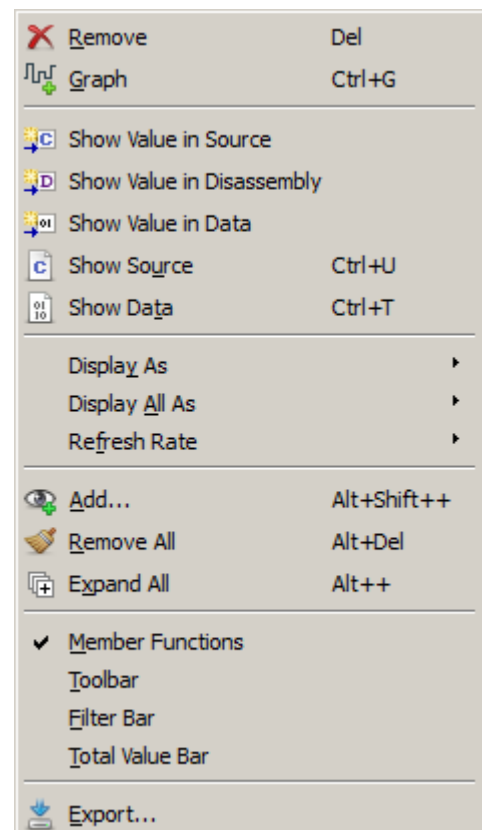 Remove Del
Graph Ctrl+G
Show Value in Source
Show Value in Disassembly
Show Value in Data
Show Source Ctrl+U
Show Data Ctrl+T
Display As
Display All As
Refresh Rate
Add... Alt+Shift++
Remove All Alt+Del
Expand All Alt++
Member Functions
Toolbar
Filter Bar
Total Value Bar
Export...